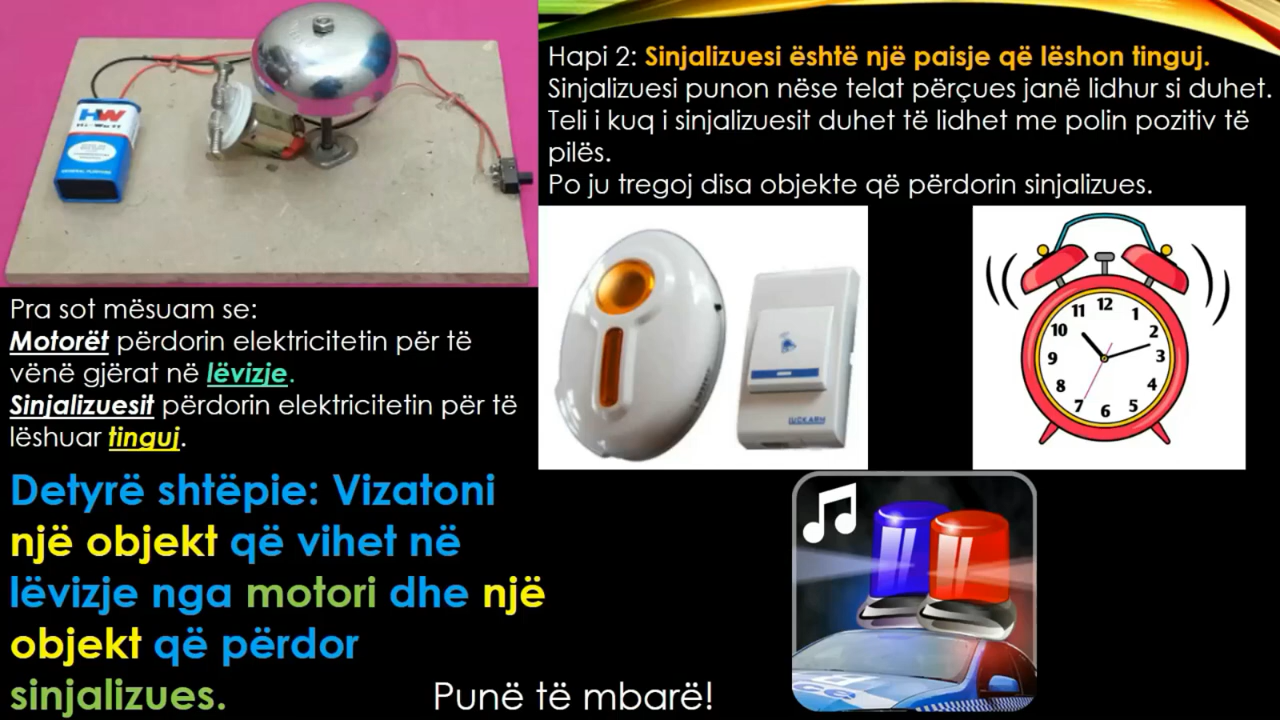 HW
Hi-Watt
Hapi 2: Sinjalizuesi është një paisje që lëshon tinguj.
Sinjalizuesi punon nëse telat përçues janë lidhur si duhet.
Teli i kuq i sinjalizuesit duhet të lidhet me polin pozitiv të
pilës.
Po ju tregoj disa objekte që përdorin sinjalizues.
LUCKARM
12
11
1
10
2
9
3
8
4
7
6
5
Pra sot mësuam se:
Motorët përdorin elektricitetin për të
vënë gjërat në lëvizje.
Sinjalizuesit përdorin elektricitetin për të
lëshuar tinguj.
Detyrë shtëpie: Vizatoni
një objekt që vihet në
lëvizje nga motori dhe një
objekt që përdor
sinjalizues.
Punë të mbarë!